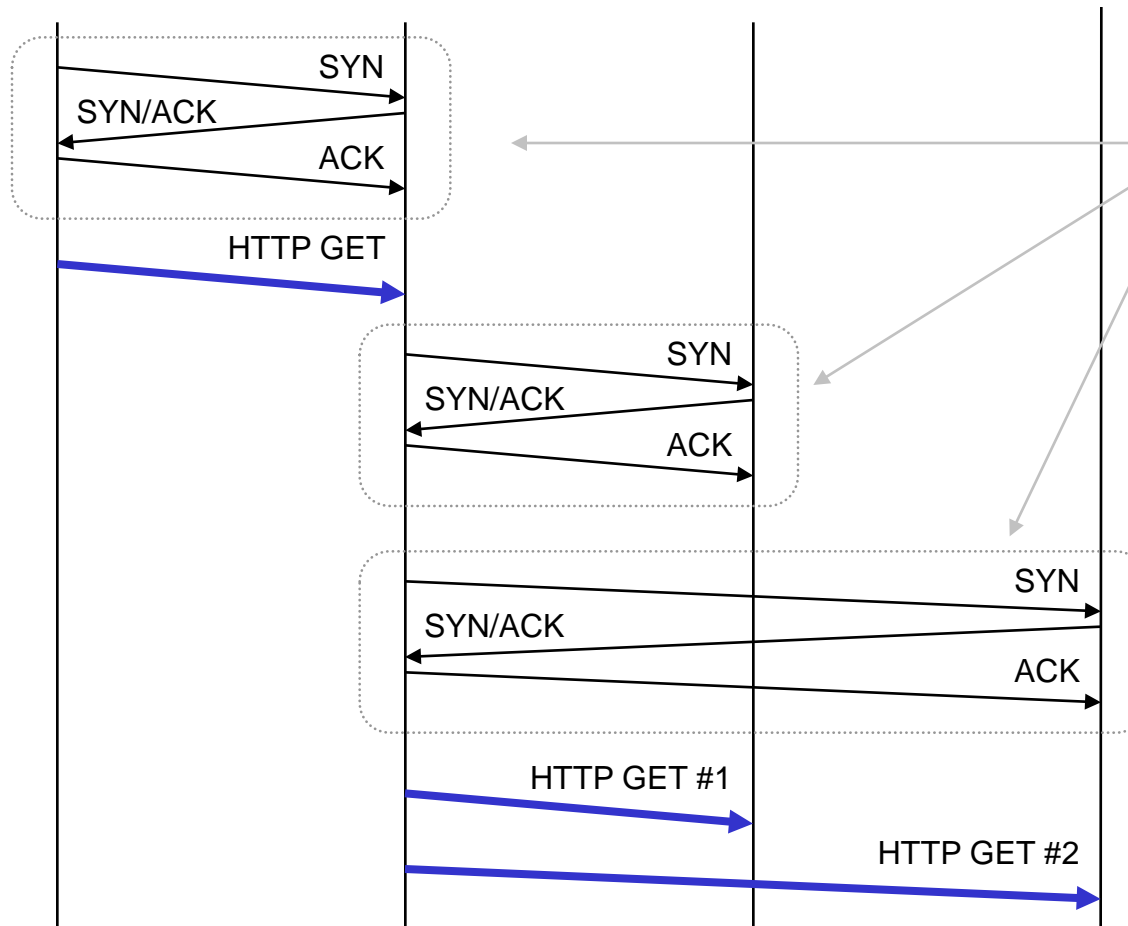 SYN
SYN/ACK
ACK
HTTP GET
SYN
SYN/ACK
ACK
SYN
SYN/ACK
ACK
HTTP GET #1
HTTP GET #2